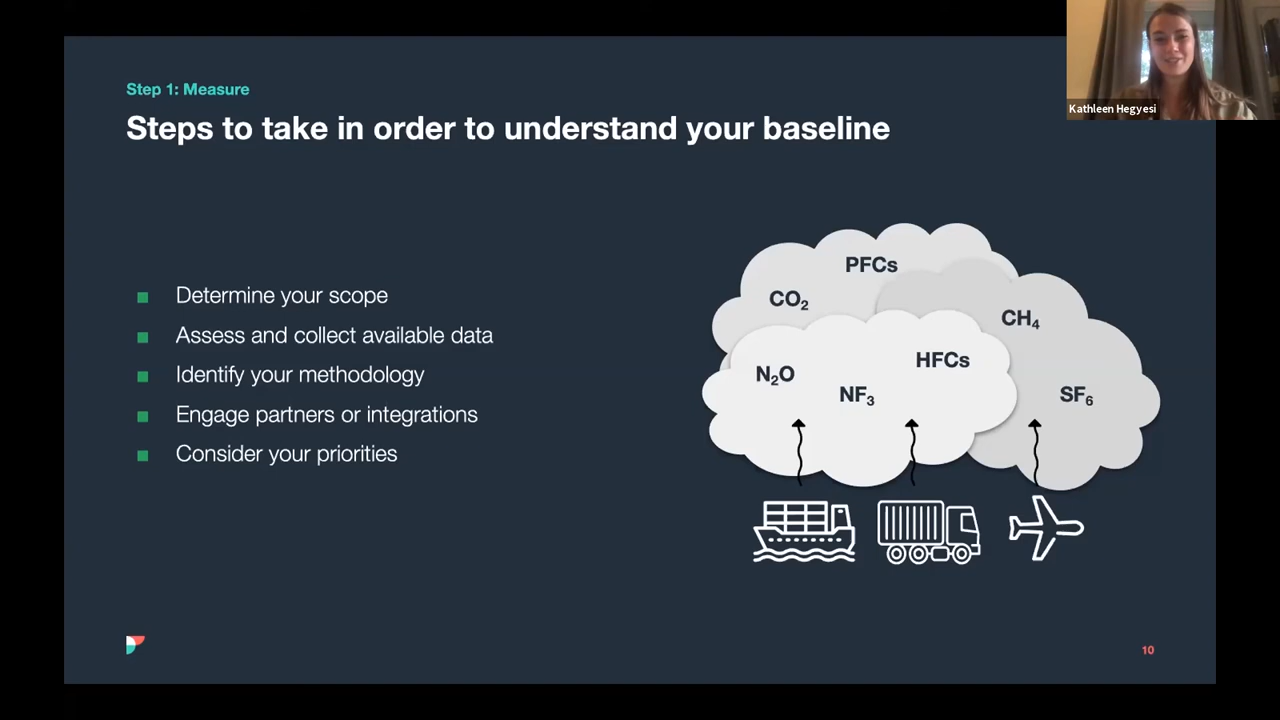 Step 1: Measure
Steps to take in order to understand your baseline
Kathleen Hegyesi
Determine your scope
Assess and collect available data
Identify your methodology
Engage partners or integrations
Consider your priorities
PFCs
CO₂
CH₄
HFCs
N₂O
NF₃
SF₆
10